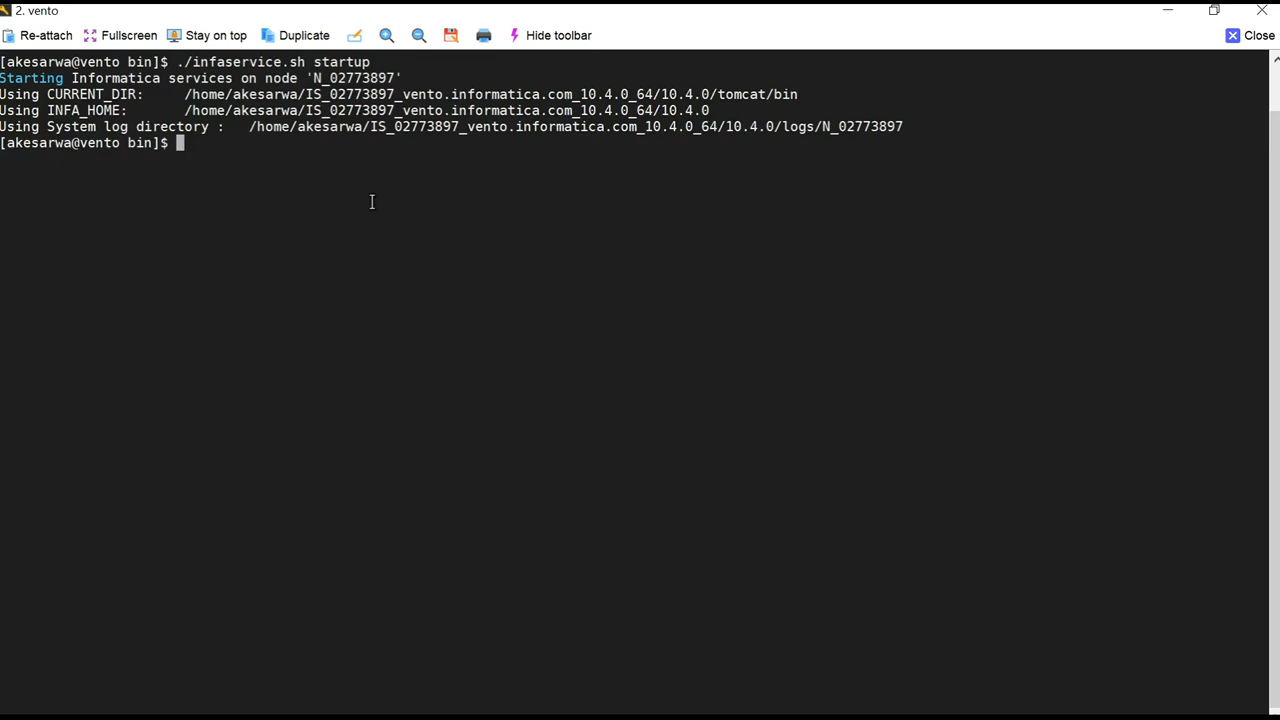 2. vento
Re-attach Fullscreen Stay on top Duplicate Hide toolbar Close
[akesarwa@vento bin]$ ./infaservice.sh startup
Starting Informatica services on node 'N_02773897'
Using CURRENT_DIR: /home/akesarwa/IS_02773897_vento.informatica.com_10.4.0_64/10.4.0/tomcat/bin
Using INFA_HOME: /home/akesarwa/IS_02773897_vento.informatica.com_10.4.0_64/10.4.0
Using System log directory : /home/akesarwa/IS_02773897_vento.informatica.com_10.4.0_64/10.4.0/logs/N_02773897
[akesarwa@vento bin]$